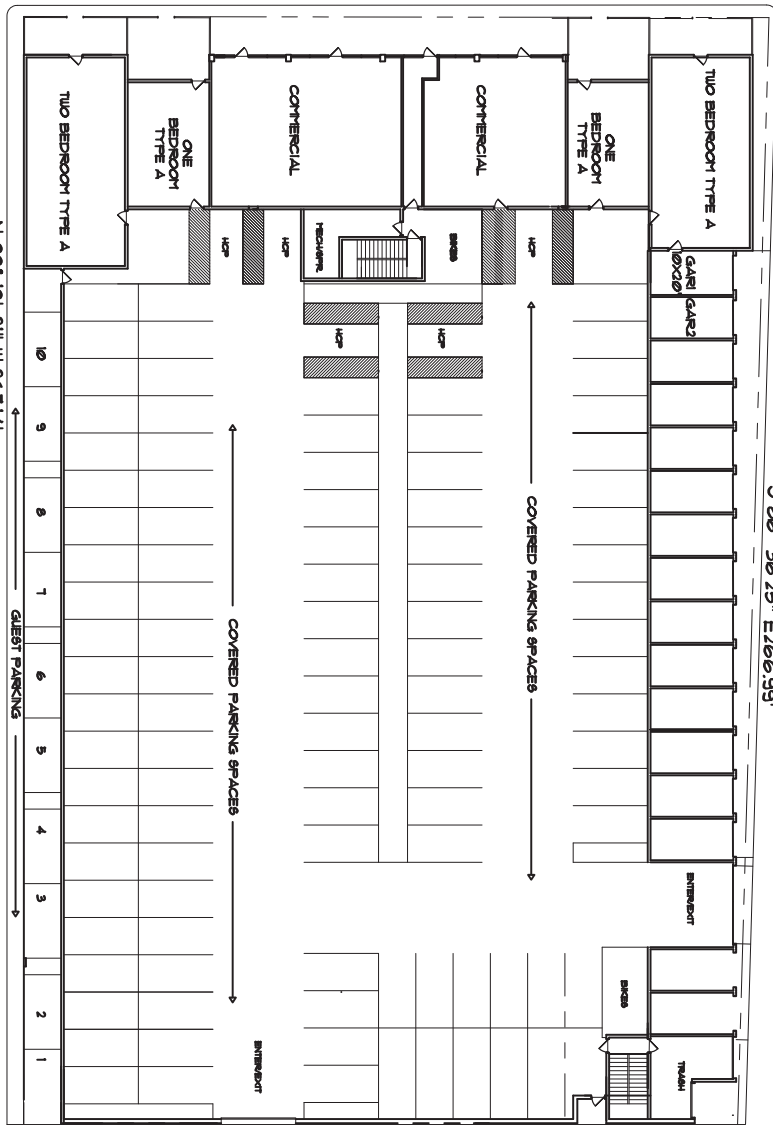 TWO BEDROOM TYPE A
ONE
BEDROOM
TYPE A
COMMERCIAL
COMMERCIAL
ONE
BEDROOM
TYPE A
TWO BEDROOM TYPE A
HCP
HCP
MECH/SPR.
BIKES
HCP
GAR1
10X20'
GAR2
HCP
HCP
10
9
8
7
6
5
4
3
2
1
GUEST PARKING
COVERED PARKING SPACES
COVERED PARKING SPACES
ENTER/EXIT
BIKES
ENTER/EXIT
TRASH